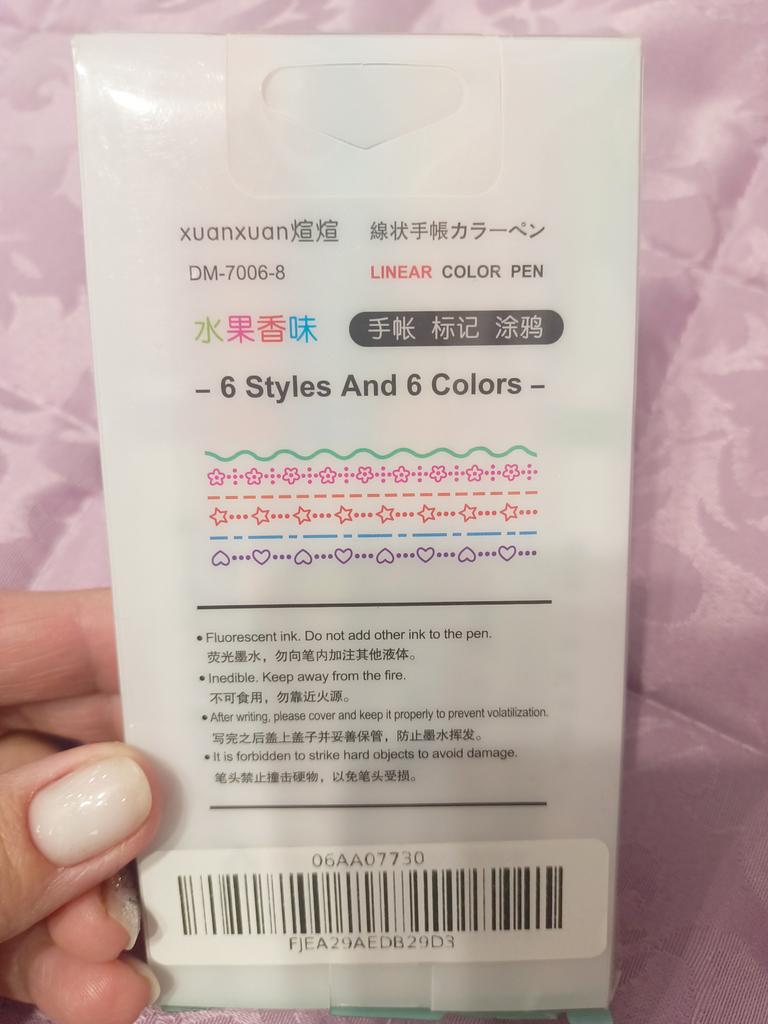 xuanxuan煊煊 線状手帳カラーペン
DM-7006-8 LINEAR COLOR PEN
水果香味 手帐 标记 涂鸦
– 6 Styles And 6 Colors –
• Fluorescent ink. Do not add other ink to the pen.
荧光墨水，勿向笔内加注其他液体。
• Inedible. Keep away from the fire.
不可食用，勿靠近火源。
• After writing, please cover and keep it properly to prevent volatilization.
写完之后盖上盖子并妥善保管，防止墨水挥发。
• It is forbidden to strike hard objects to avoid damage.
笔头禁止撞击硬物，以免笔头受损。
06AA07730
FJEA29AEDB29D3